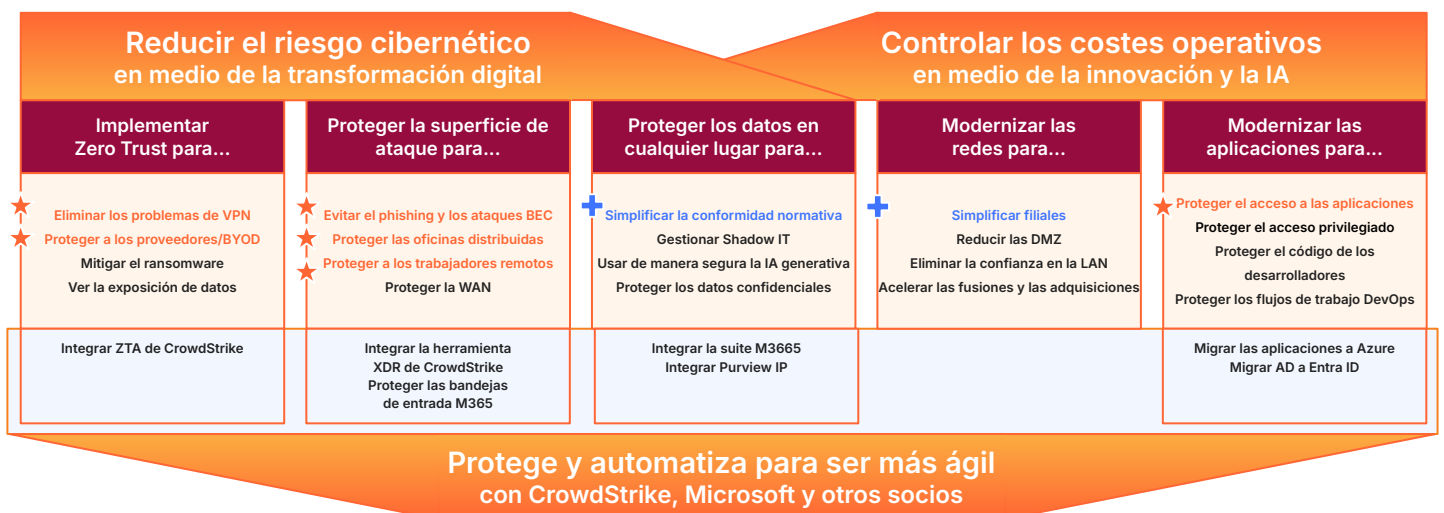 Reducir el riesgo cibernético
en medio de la transformación digital
Controlar los costes operativos
en medio de la innovación y la IA
Implementar
Zero Trust para...
Eliminar los problemas de VPN
Proteger a los proveedores/BYOD
Mitigar el ransomware
Ver la exposición de datos
Integrar ZTA de CrowdStrike
Proteger la superficie de
ataque para...
Evitar el phishing y los ataques BEC
Proteger las oficinas distribuidas
Proteger a los trabajadores remotos
Proteger la WAN
Integrar la herramienta
XDR de CrowdStrike
Proteger las bandejas
de entrada M365
Proteger los datos en
cualquier lugar para...
Simplificar la conformidad normativa
Gestionar Shadow IT
Usar de manera segura la IA generativa
Proteger los datos confidenciales
Integrar la suite M3665
Integrar Purview IP
Modernizar las
redes para...
Simplificar filiales
Reducir las DMZ
Eliminar la confianza en la LAN
Acelerar las fusiones y las adquisiciones
Modernizar las
aplicaciones para...
Proteger el acceso a las aplicaciones
Proteger el acceso privilegiado
Proteger el código de los
desarrolladores
Proteger los flujos de trabajo DevOps
Migrar las aplicaciones a Azure
Migrar AD a Entra ID
Protege y automatiza para ser más ágil
con CrowdStrike, Microsoft y otros socios